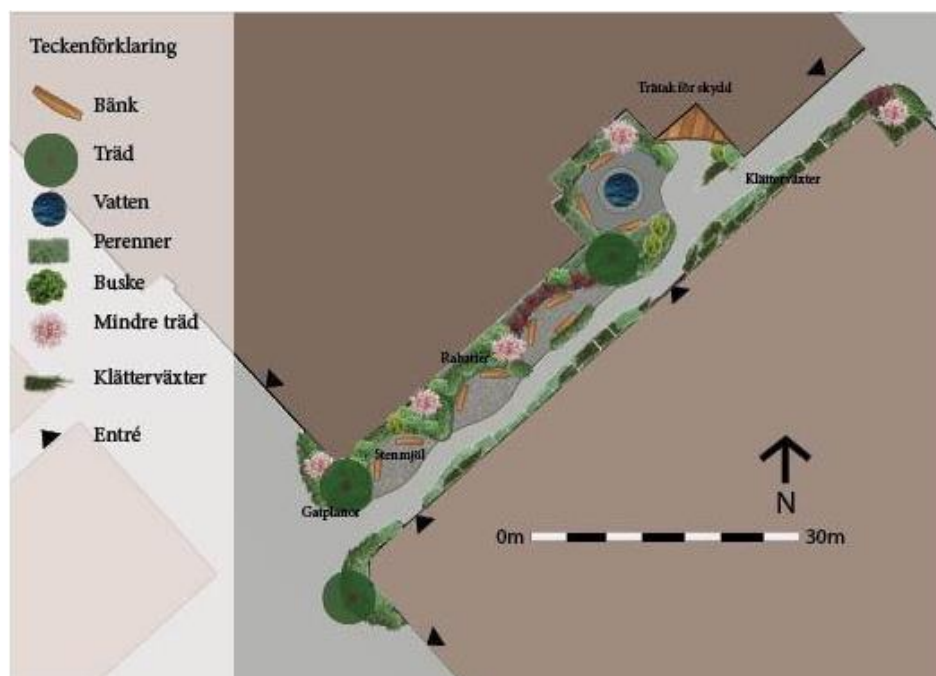 Teckenförklaring
Bänk
Träd
Vatten
Perenner
Buske
Mindre träd
Klätterväxter
Entré
Trätak för skydd
Klätterväxter
Rabatter
Stenmjöl
Gatplattor
N
0m 30m